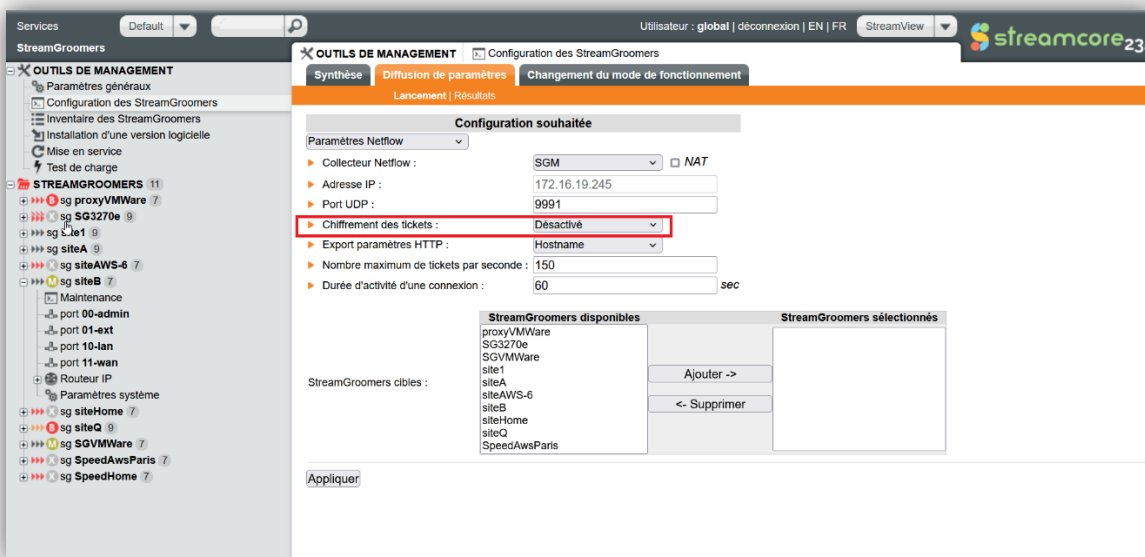 Services Default Utilisateur : global | déconnexion | EN | FR StreamView
streamcore23
StreamGroomers
OUTILS DE MANAGEMENT
Paramètres généraux
Configuration des StreamGroomers
Inventaire des StreamGroomers
Installation d'une version logicielle
Mise en service
Test de charge
STREAMGROOMERS 11
B sg proxyVMWare 7
X sg SG3270e 9
sg site1 9
sg siteA 9
X sg siteAWS-6 7
M sg siteB 7
Maintenance
port 00-admin
port 01-ext
port 10-lan
port 11-wan
Routeur IP
Paramètres système
X sg siteHome 7
B sg siteQ 9
M sg SGVMWare 7
X sg SpeedAwsParis 7
X sg SpeedHome 7
OUTILS DE MANAGEMENT Configuration des StreamGroomers
Synthèse Diffusion de paramètres Changement du mode de fonctionnement
Lancement | Résultats
Configuration souhaitée
Paramètres Netflow
Collecteur Netflow : SGM NAT
Adresse IP : 172.16.19.245
Port UDP : 9991
Chiffrement des tickets : Désactivé
Export paramètres HTTP : Hostname
Nombre maximum de tickets par seconde : 150
Durée d'activité d'une connexion : 60 sec
StreamGroomers disponibles StreamGroomers sélectionnés
StreamGroomers cibles :
proxyVMWare
SG3270e
SGVMWare
site1
siteA
siteAWS-6
siteB
siteHome
siteQ
SpeedAwsParis
Ajouter ->
<- Supprimer
Appliquer